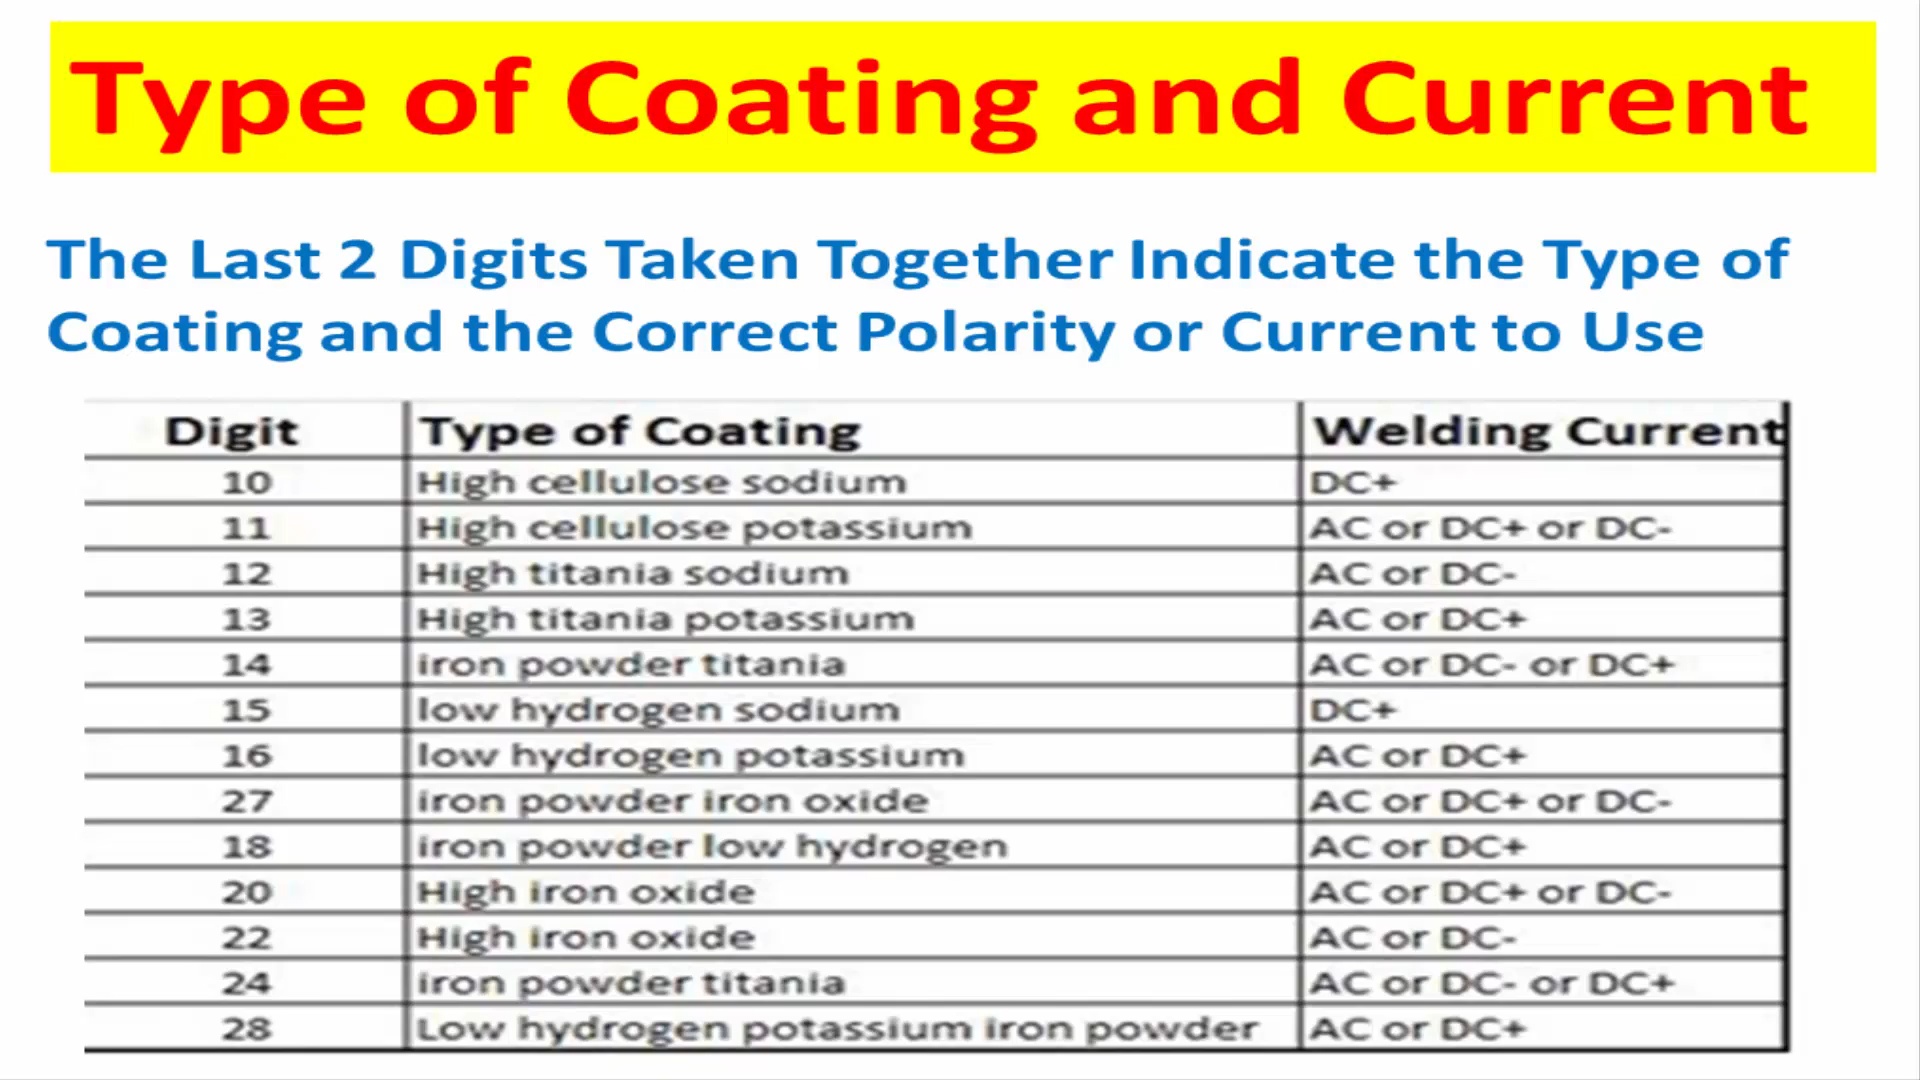 Type of Coating and Current
The Last 2 Digits Taken Together Indicate the Type of
Coating and the Correct Polarity or Current to Use
Digit Type of Coating Welding Current
10 High cellulose sodium DC+
11 High cellulose potassium AC or DC+ or DC-
12 High titania sodium AC or DC-
13 High titania potassium AC or DC+
14 iron powder titania AC or DC- or DC+
15 low hydrogen sodium DC+
16 low hydrogen potassium AC or DC+
27 iron powder iron oxide AC or DC+ or DC-
18 iron powder low hydrogen AC or DC+
20 High iron oxide AC or DC+ or DC-
22 High iron oxide AC or DC-
24 iron powder titania AC or DC- or DC+
28 Low hydrogen potassium iron powder AC or DC+